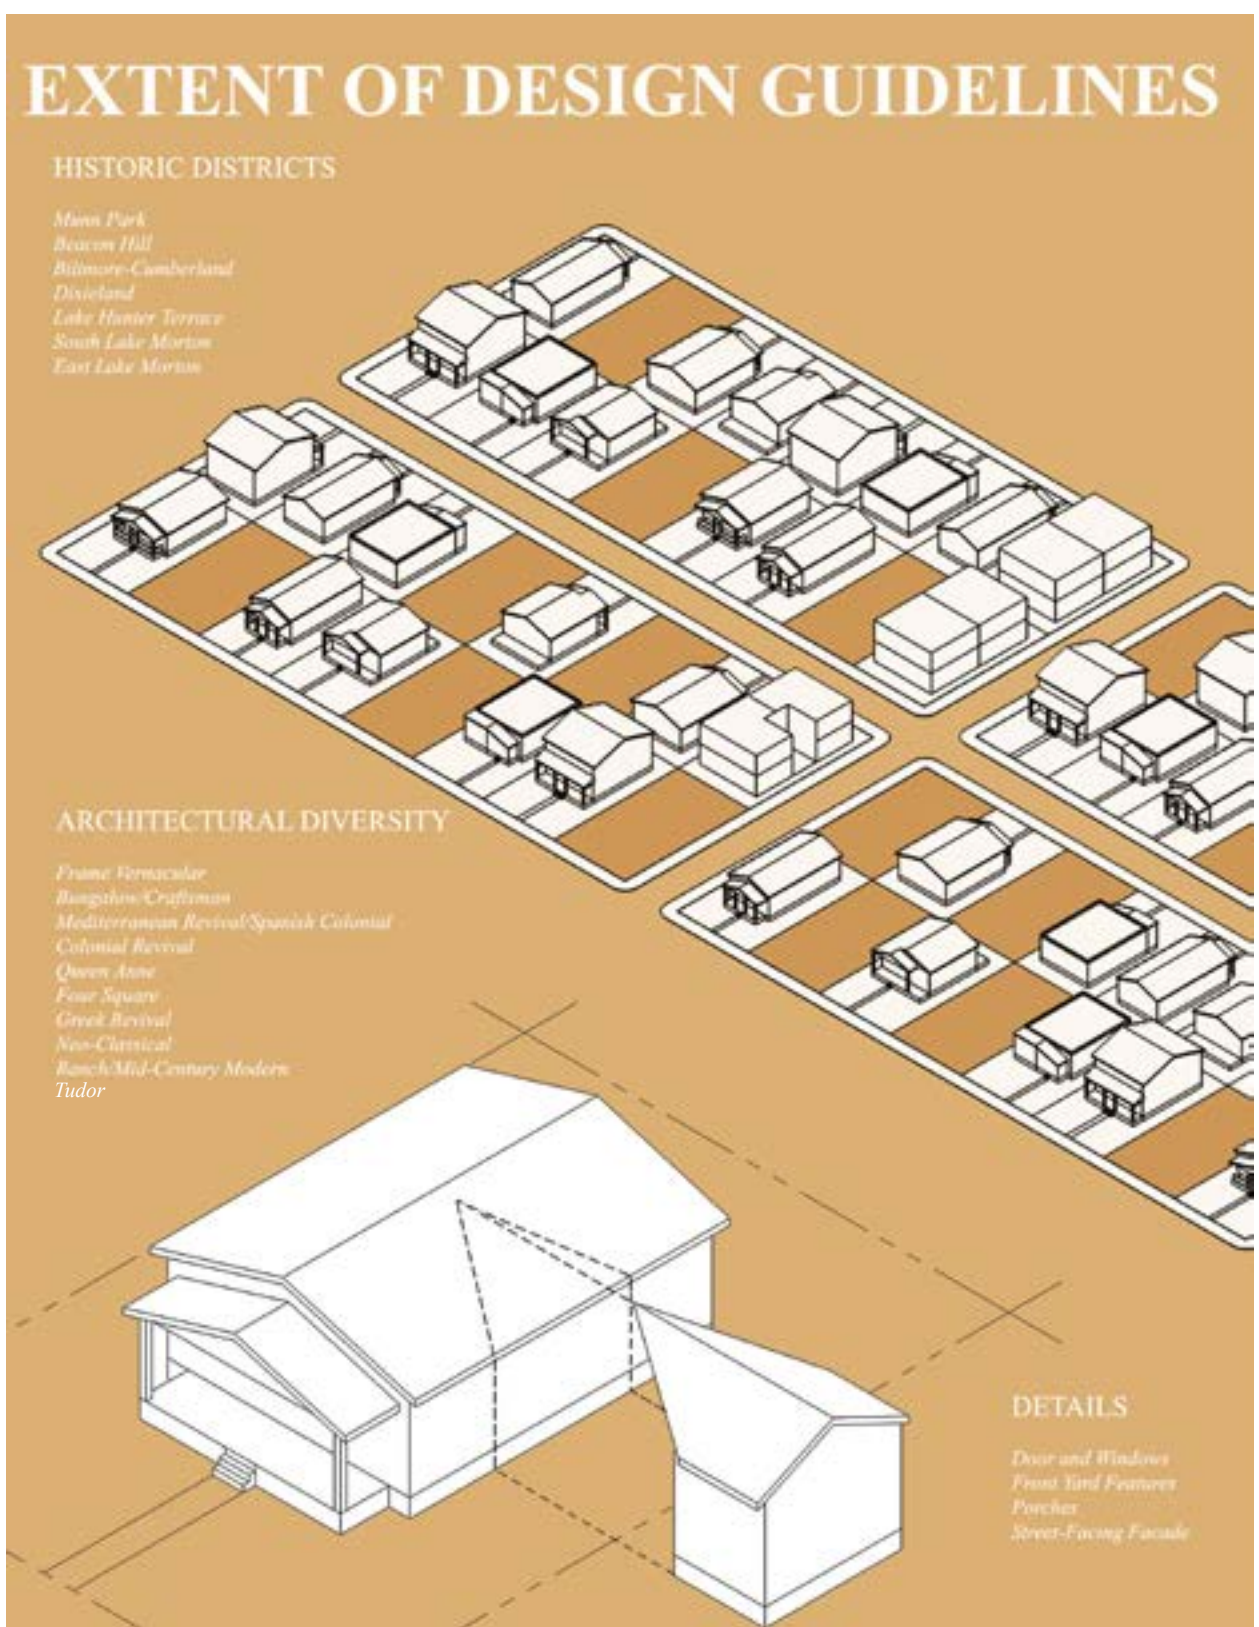 EXTENT OF DESIGN GUIDELINES
HISTORIC DISTRICTS
Munn Park
Beacon Hill
Biltmore-Cumberland
Dixieland
Lake Hunter Terrace
South Lake Morton
East Lake Morton
ARCHITECTURAL DIVERSITY
Frame Vernacular
Bungalow/Craftsman
Mediterranean Revival/Spanish Colonial
Colonial Revival
Queen Anne
Four Square
Greek Revival
Neo-Classical
Ranch/Mid-Century Modern
Tudor
DETAILS
Door and Windows
Front Yard Features
Porches
Street-Facing Facade